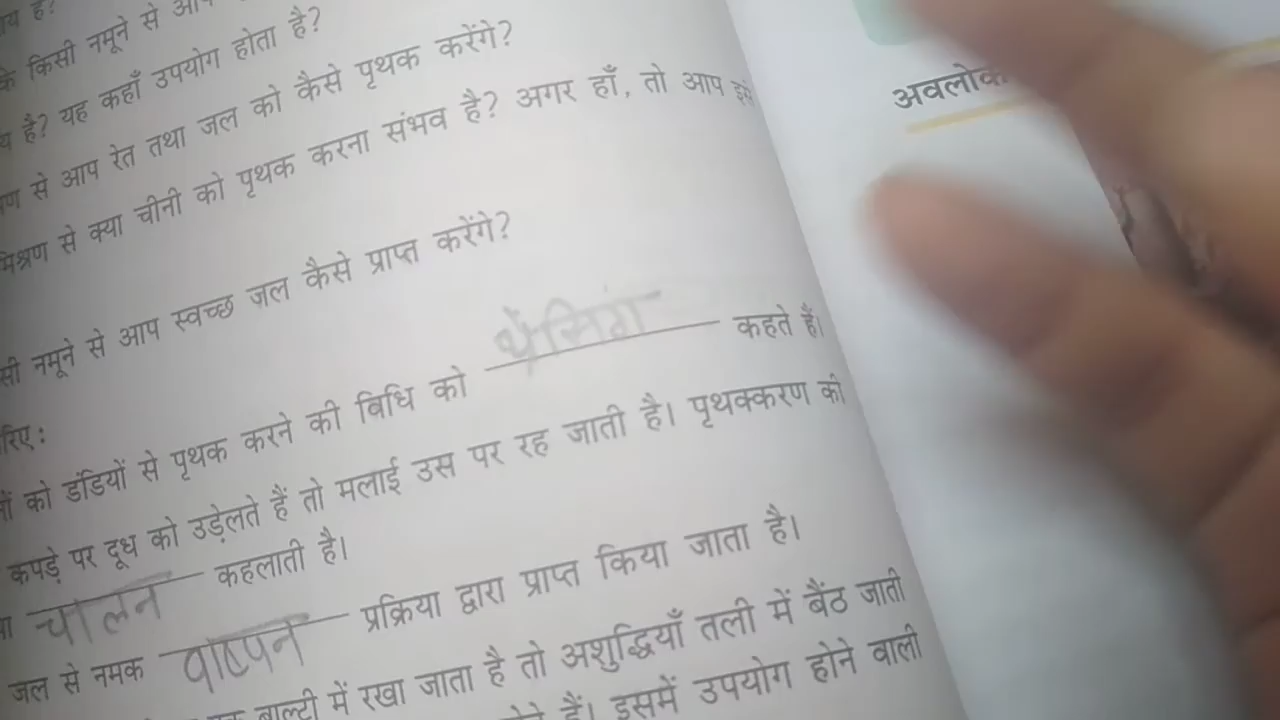 किसी नमूने से
है? यह कहाँ उपयोग होता है?
से आप रेत तथा जल को कैसे पृथक करेंगे?
मिश्रण से क्या चीनी को पृथक करना संभव है? अगर हाँ, तो आप इसे
नमूने से आप स्वच्छ जल कैसे प्राप्त करेंगे?
को डंडियों से पृथक करने की विधि को थ्रेसिंग कहते हैं।
कपड़े पर दूध को उड़ेलते हैं तो मलाई उस पर रह जाती है। पृथक्करण की
चालन कहलाती है।
जल से नमक वाष्पन प्रक्रिया द्वारा प्राप्त किया जाता है।
बाल्टी में रखा जाता है तो अशुद्धियाँ तली में बैंठ जाती
हैं। इसमें उपयोग होने वाली